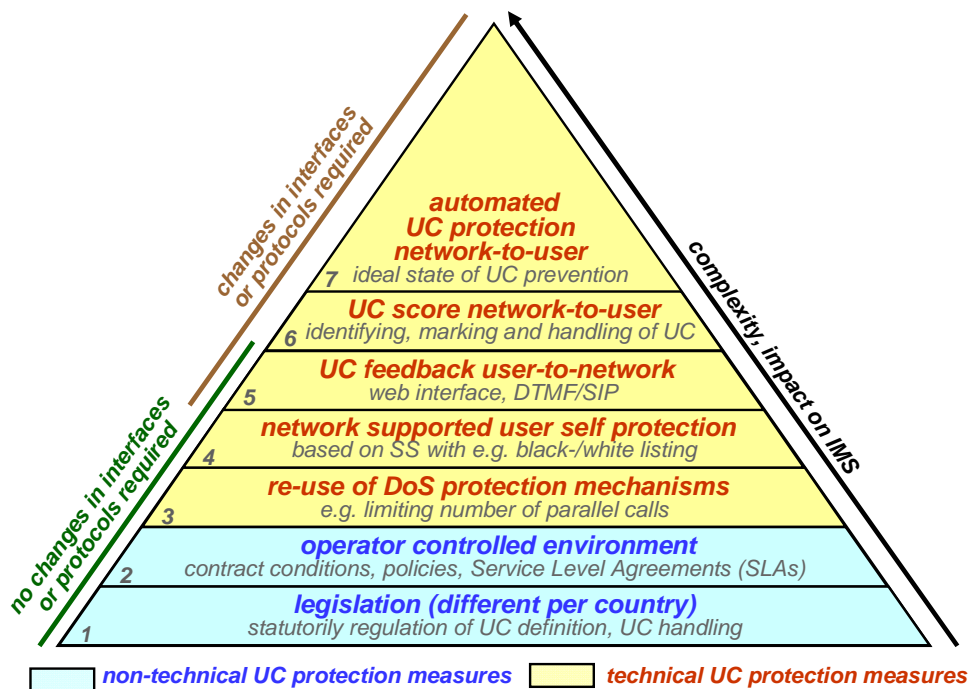 automated
UC protection
network-to-user
7 ideal state of UC prevention
UC score network-to-user
6 identifying, marking and handling of UC
UC feedback user-to-network
5 web interface, DTMF/SIP
network supported user self protection
4 based on SS with e.g. black-/white listing
re-use of DoS protection mechanisms
3 e.g. limiting number of parallel calls
operator controlled environment
2 contract conditions, policies, Service Level Agreements (SLAs)
legislation (different per country)
1 statutorily regulation of UC definition, UC handling
changes in interfaces
or protocols required
no changes in interfaces
or protocols required
complexity, impact on IMS
non-technical UC protection measures
technical UC protection measures